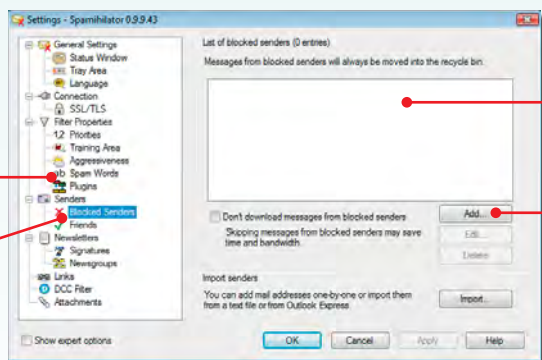 Settings - Spamihilator 0.9.9.43
General Settings
Status Window
Tray Area
Language
Connection
SSL/TLS
Filter Properties
Priorities
Training Area
Aggressiveness
Spam Words
Plugins
Senders
Blocked Senders
Friends
Newsletters
Signatures
Newsgroups
Links
DCC Filter
Attachments
Show expert options
List of blocked senders (0 entries)
Messages from blocked senders will always be moved into the recycle bin.
Don't download messages from blocked senders
Skipping messages from blocked senders may save
time and bandwidth.
Add...
Edit...
Delete
Import senders
You can add mail addresses one-by-one or import them
from a text file or from Outlook Express.
Import...
OK
Cancel
Apply
Help